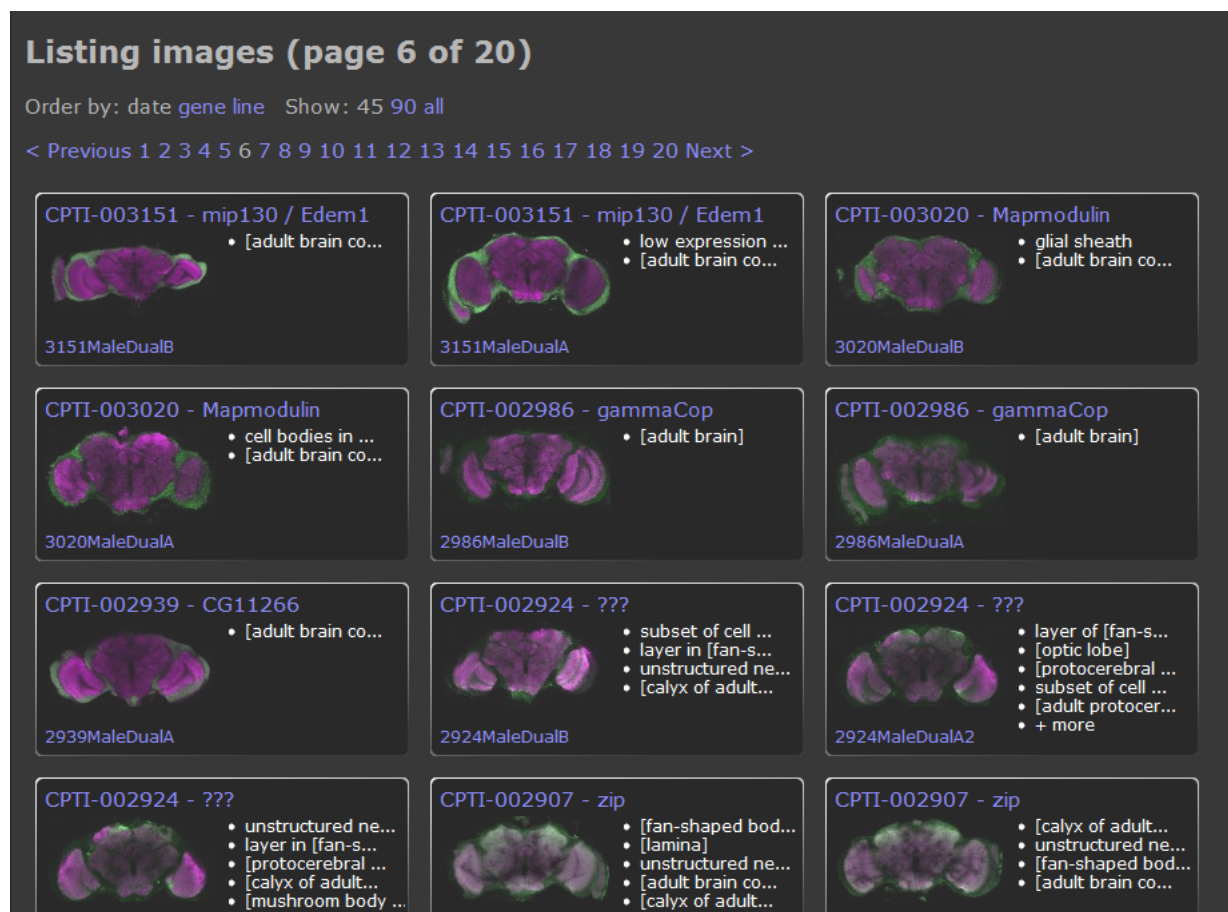 Listing images (page 6 of 20)
Order by: date gene line Show: 45 90 all
< Previous 1 2 3 4 5 6 7 8 9 10 11 12 13 14 15 16 17 18 19 20 Next >
CPTI-003151 - mip130 / Edem1
[adult brain co...
3151MaleDualB
CPTI-003151 - mip130 / Edem1
low expression ...
[adult brain co...
3151MaleDualA
CPTI-003020 - Mapmodulin
glial sheath
[adult brain co...
3020MaleDualB
CPTI-003020 - Mapmodulin
cell bodies in ...
[adult brain co...
3020MaleDualA
CPTI-002986 - gammaCop
[adult brain]
2986MaleDualB
CPTI-002986 - gammaCop
[adult brain]
2986MaleDualA
CPTI-002939 - CG11266
[adult brain co...
2939MaleDualA
CPTI-002924 - ???
subset of cell ...
layer in [fan-s...
unstructured ne...
[calyx of adult...
2924MaleDualB
CPTI-002924 - ???
layer of [fan-s...
[optic lobe]
[protocerebral ...
subset of cell ...
[adult protocer...
+ more
2924MaleDualA2
CPTI-002924 - ???
unstructured ne...
layer in [fan-s...
[protocerebral ...
[calyx of adult...
[mushroom body ...
CPTI-002907 - zip
[fan-shaped bod...
[lamina]
unstructured ne...
[adult brain co...
[calyx of adult...
CPTI-002907 - zip
[calyx of adult...
unstructured ne...
[fan-shaped bod...
[adult brain co...